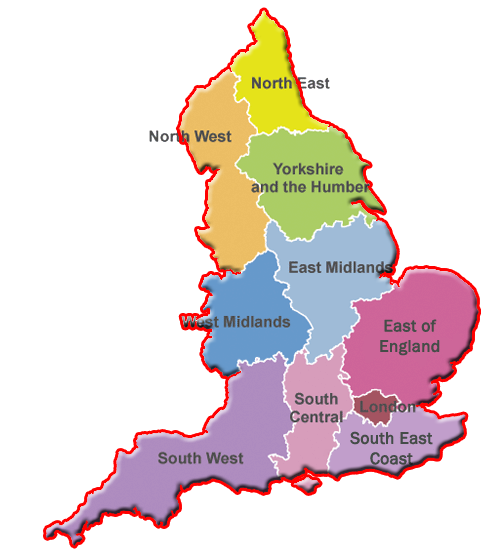 North East
North West
Yorkshire
and the Humber
East Midlands
West Midlands
East of
England
South
Central
London
South East
Coast
South West